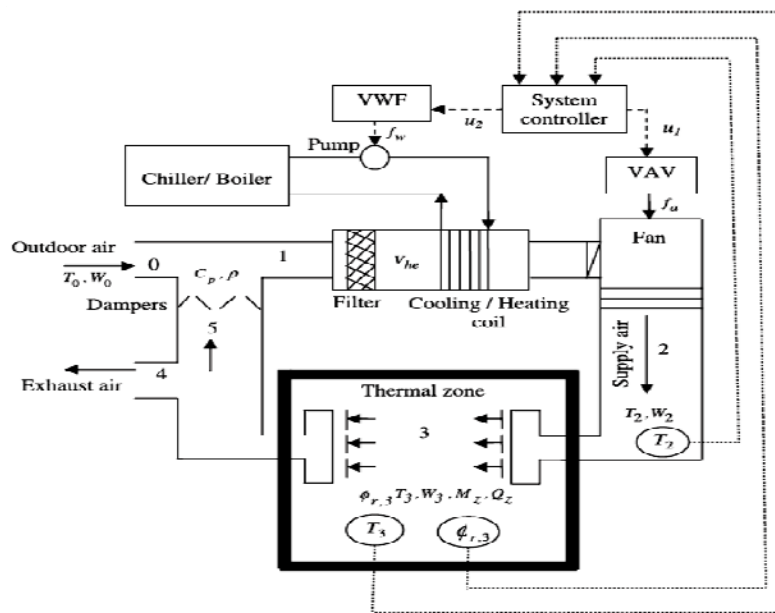 VWF
System
controller
u2
u1
fw
Pump
Chiller/ Boiler
VAV
fa
Fan
Outdoor air
T0, W0
0
1
Cp, ρ
Vhe
Dampers
Filter
Cooling / Heating
coil
5
4
Exhaust air
Supply air
2
T2, W2
T2
Thermal zone
3
ϕr,3 T3, W3, Mz, Qz
T3
ϕr,3